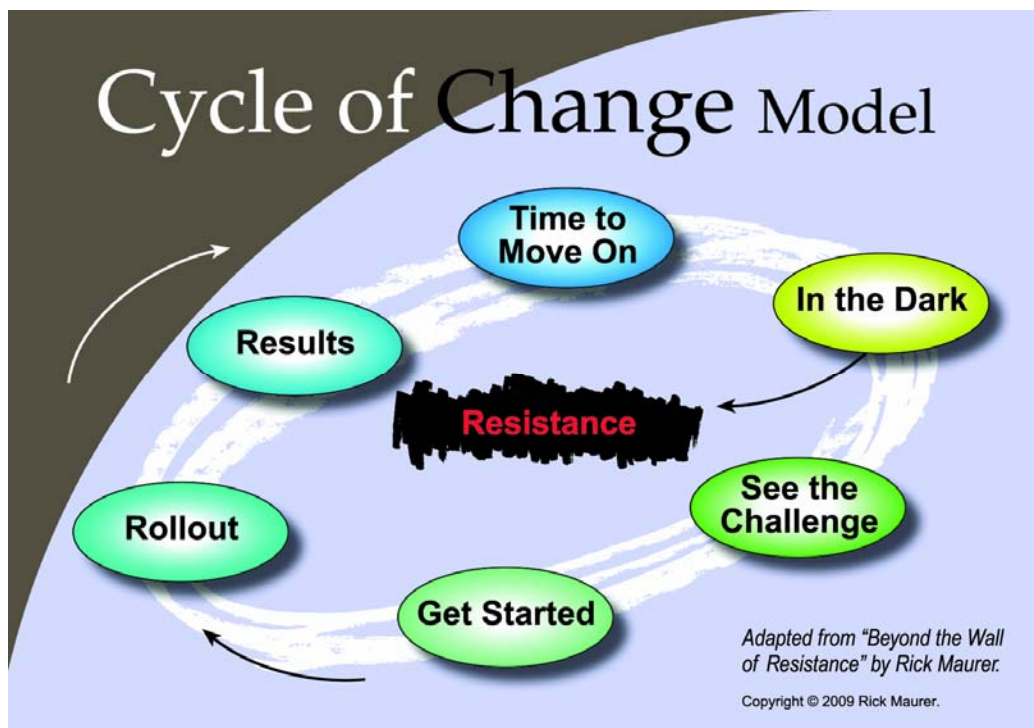 Cycle of Change Model
Time to
Move On
In the Dark
Results
Resistance
See the
Challenge
Rollout
Get Started
Adapted from “Beyond the Wall
of Resistance” by Rick Maurer.
Copyright © 2009 Rick Maurer.